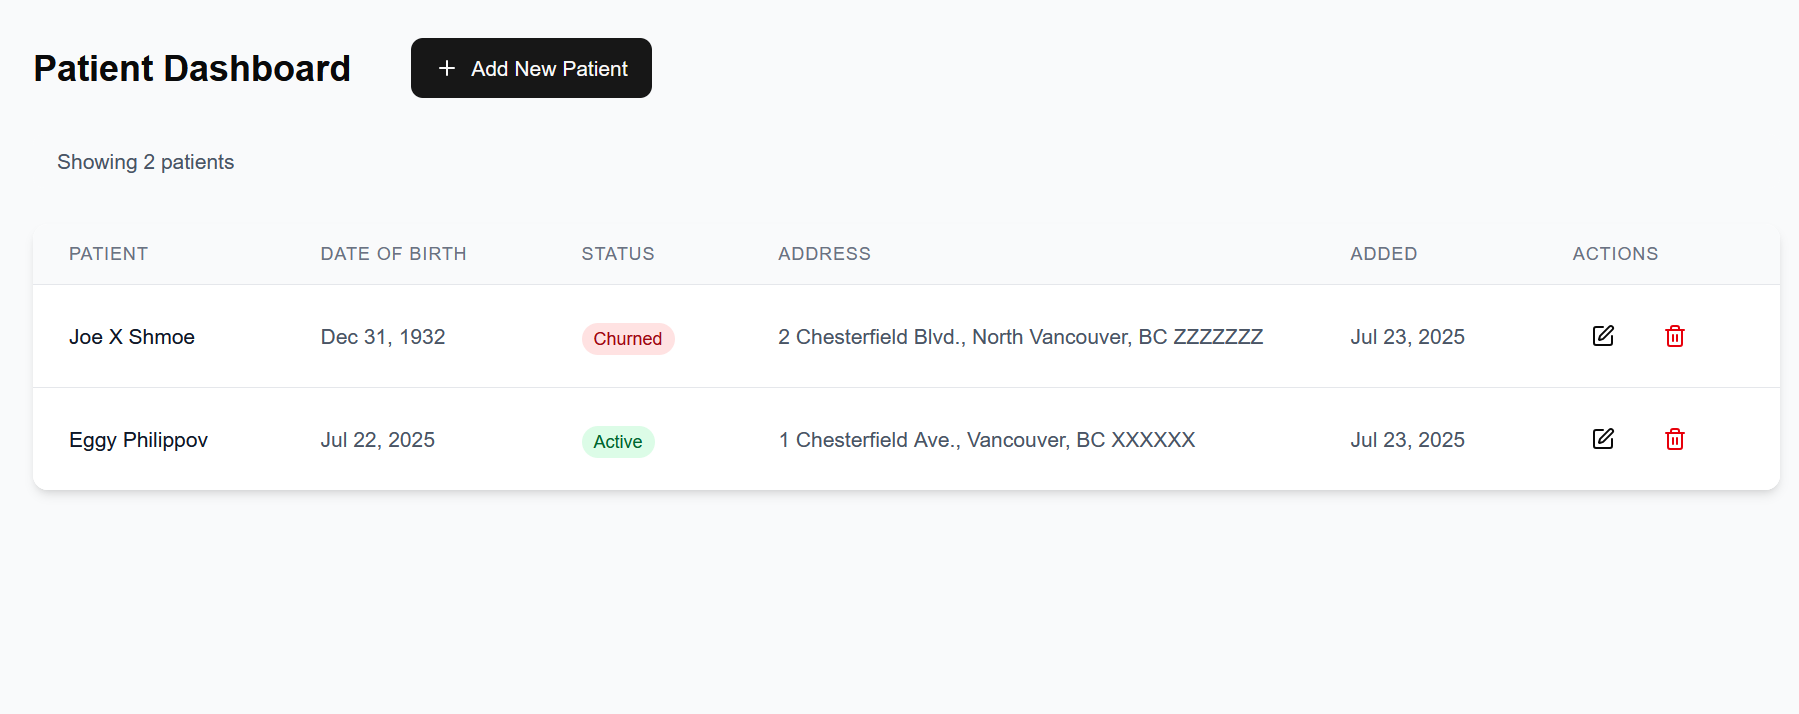 Patient Dashboard
Add New Patient
Showing 2 patients
PATIENT DATE OF BIRTH STATUS ADDRESS ADDED ACTIONS
Joe X Shmoe Dec 31, 1932 Churned 2 Chesterfield Blvd., North Vancouver, BC ZZZZZZZ Jul 23, 2025
Eggy Philippov Jul 22, 2025 Active 1 Chesterfield Ave., Vancouver, BC XXXXXX Jul 23, 2025